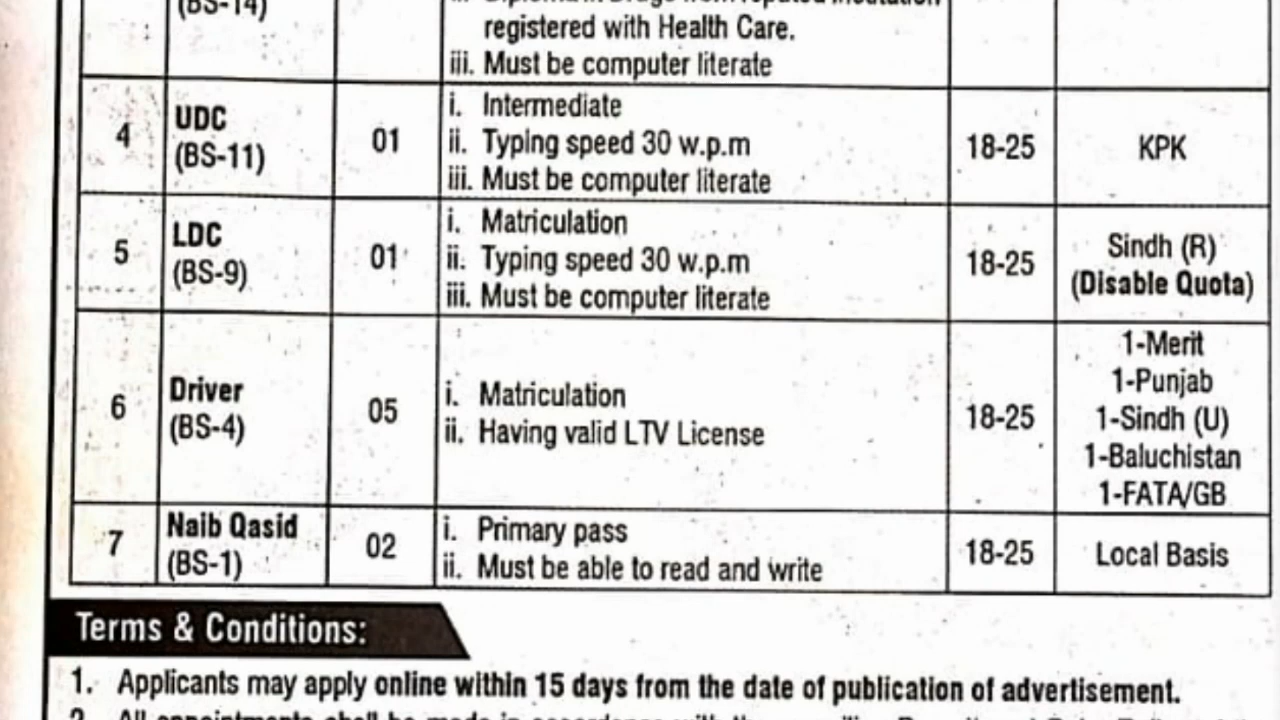 (BS-14)
registered with Health Care.
iii. Must be computer literate
4
UDC
(BS-11)
01
i. Intermediate
ii. Typing speed 30 w.p.m
iii. Must be computer literate
18-25
KPK
5
LDC
(BS-9)
01
i. Matriculation
ii. Typing speed 30 w.p.m
iii. Must be computer literate
18-25
Sindh (R)
(Disable Quota)
6
Driver
(BS-4)
05
i. Matriculation
ii. Having valid LTV License
18-25
1-Merit
1-Punjab
1-Sindh (U)
1-Baluchistan
1-FATA/GB
7
Naib Qasid
(BS-1)
02
i. Primary pass
ii. Must be able to read and write
18-25
Local Basis
Terms & Conditions:
1. Applicants may apply online within 15 days from the date of publication of advertisement.